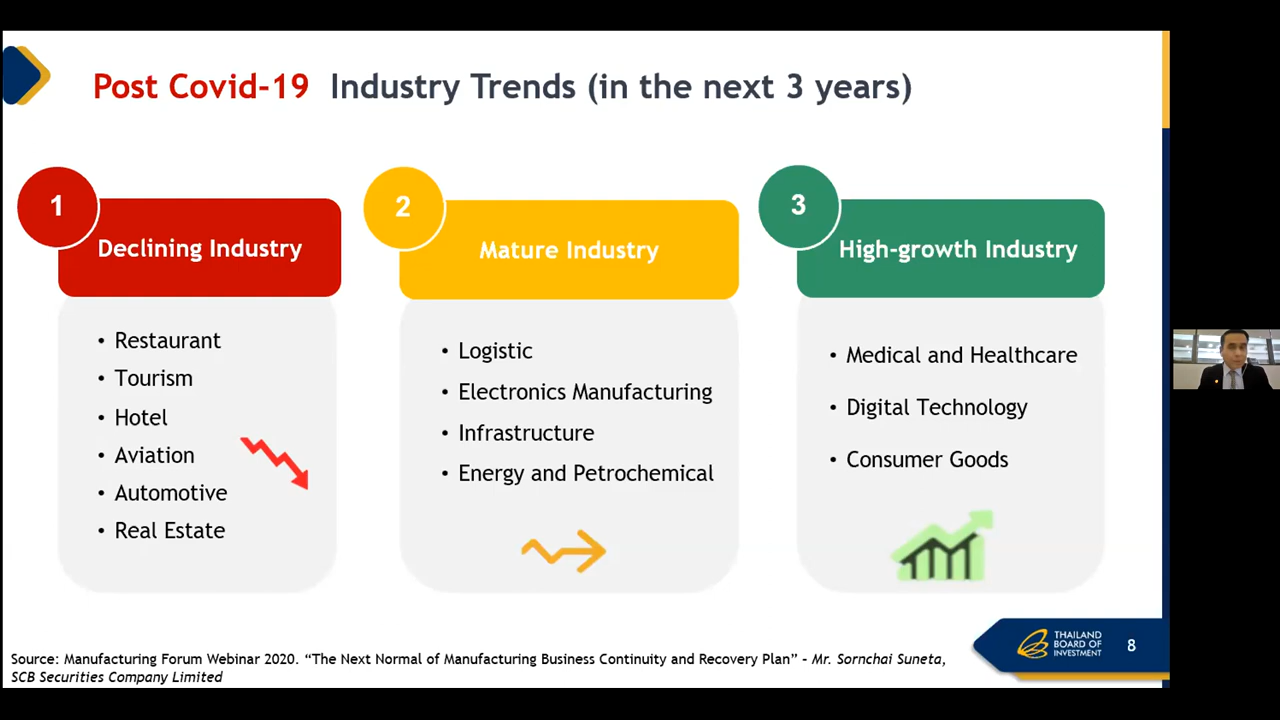 Post Covid-19 Industry Trends (in the next 3 years)
1
Declining Industry
• Restaurant
• Tourism
• Hotel
• Aviation
• Automotive
• Real Estate
2
Mature Industry
• Logistic
• Electronics Manufacturing
• Infrastructure
• Energy and Petrochemical
3
High-growth Industry
• Medical and Healthcare
• Digital Technology
• Consumer Goods
Source: Manufacturing Forum Webinar 2020. “The Next Normal of Manufacturing Business Continuity and Recovery Plan” – Mr. Sornchai Suneta,
SCB Securities Company Limited
THAILAND
BOARD OF
INVESTMENT
8